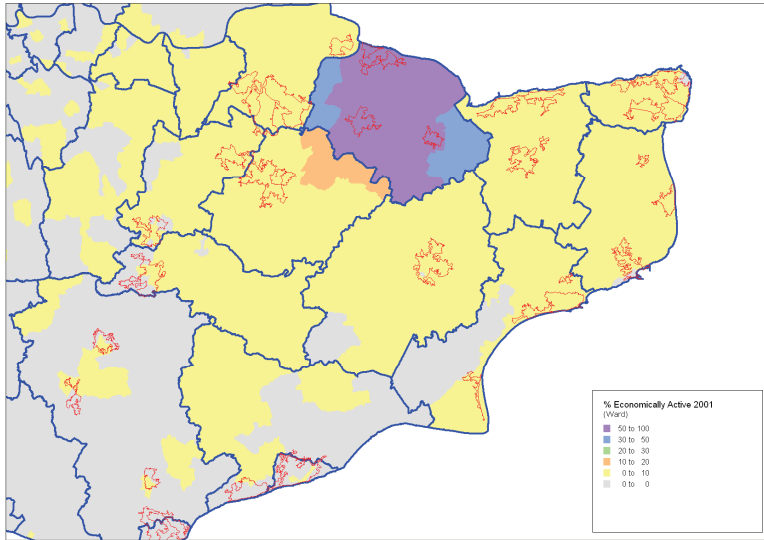 % Economically Active 2001
(Ward)
50 to 100
30 to 50
20 to 30
10 to 20
0 to 10
0 to 0